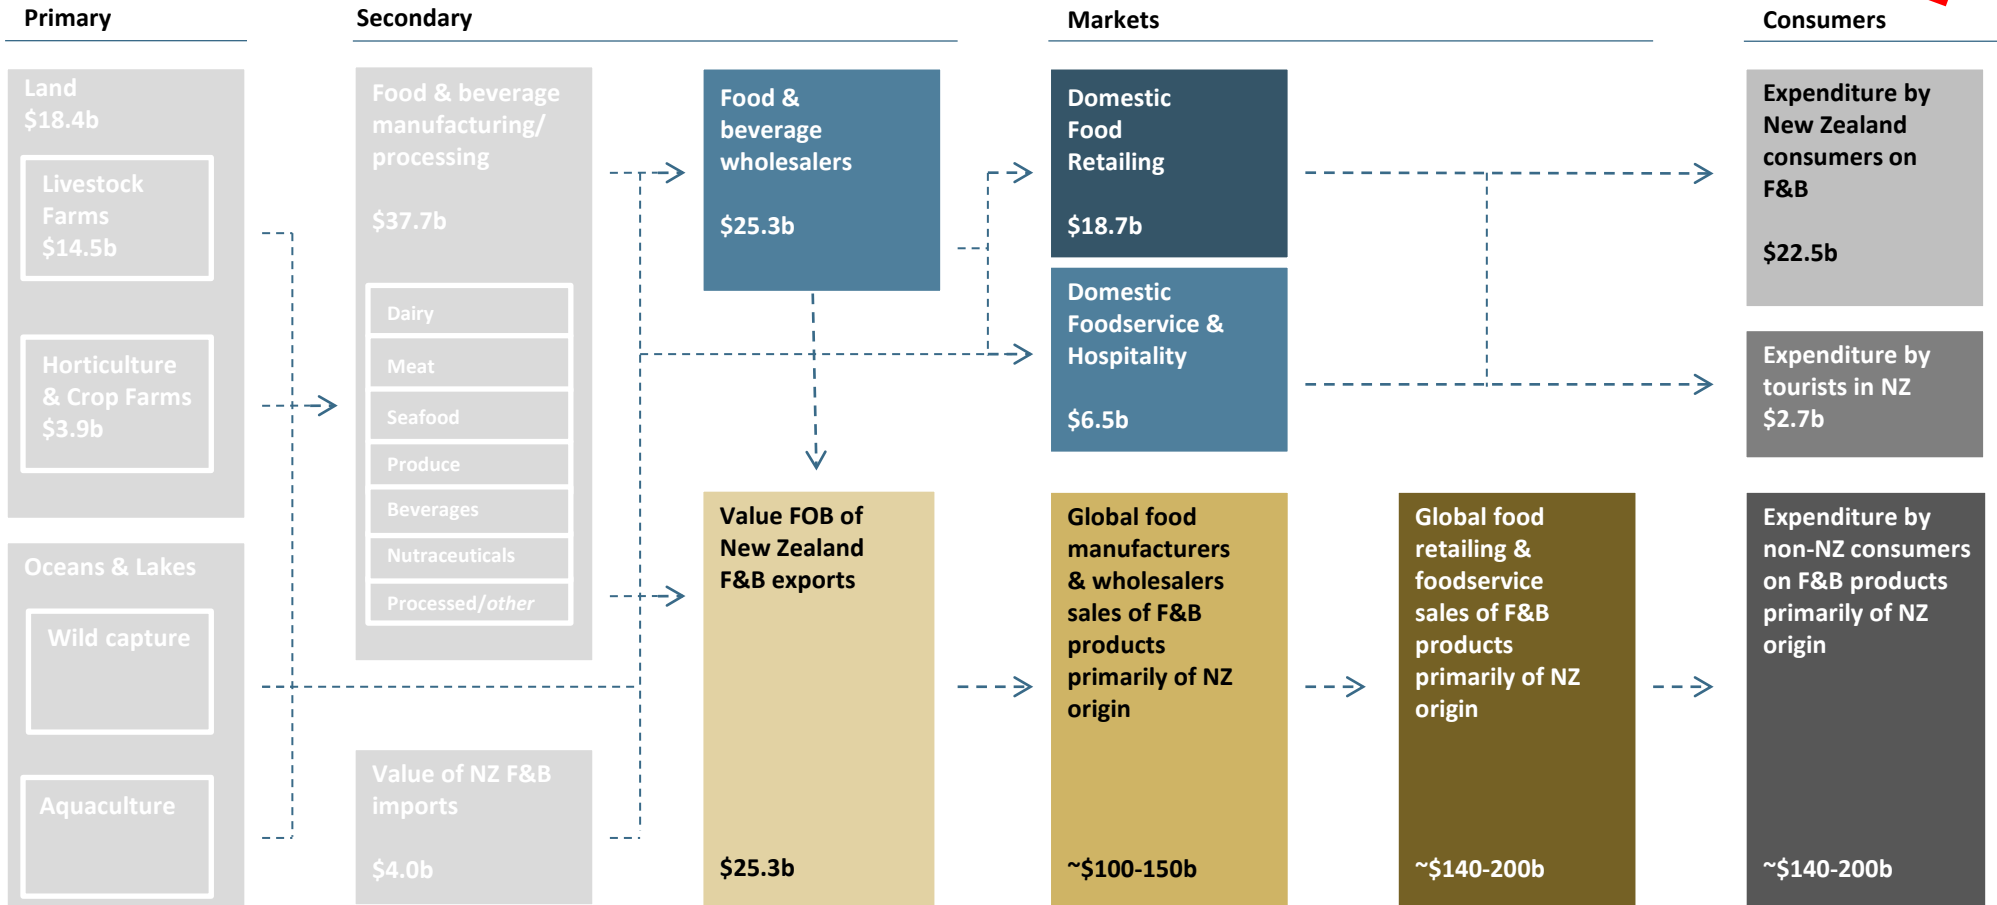 Primary
Secondary
Markets
Consumers
Land
$18.4b
Livestock
Farms
$14.5b
Horticulture
& Crop Farms
$3.9b
Oceans & Lakes
Wild capture
Aquaculture
Food & beverage
manufacturing/
processing
$37.7b
Dairy
Meat
Seafood
Produce
Beverages
Nutraceuticals
Processed/other
Value of NZ F&B
imports
$4.0b
Food &
beverage
wholesalers
$25.3b
Value FOB of
New Zealand
F&B exports
$25.3b
Domestic
Food
Retailing
$18.7b
Domestic
Foodservice &
Hospitality
$6.5b
Global food
manufacturers
& wholesalers
sales of F&B
products
primarily of NZ
origin
~$100-150b
Global food
retailing &
foodservice
sales of F&B
products
primarily of NZ
origin
~$140-200b
Expenditure by
New Zealand
consumers on
F&B
$22.5b
Expenditure by
tourists in NZ
$2.7b
Expenditure by
non-NZ consumers
on F&B products
primarily of NZ
origin
~$140-200b